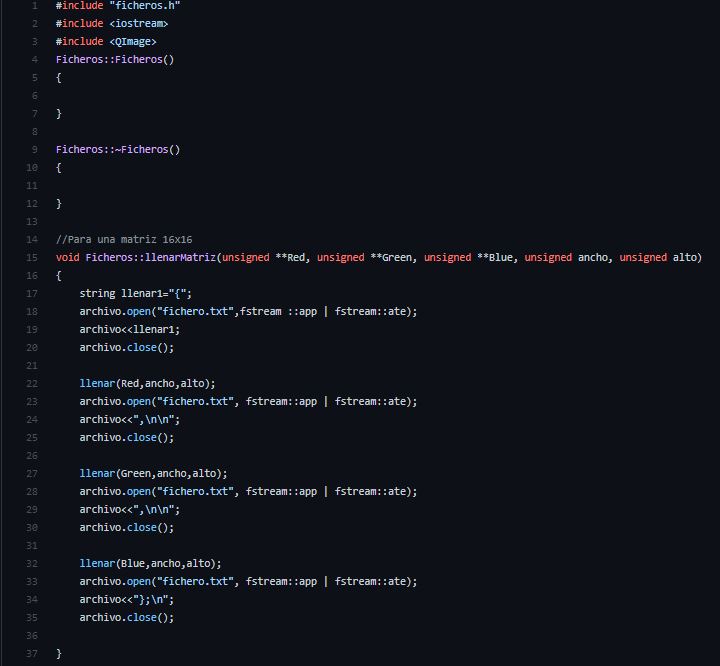 1 #include "ficheros.h"
2 #include <iostream>
3 #include <QImage>
4 Ficheros::Ficheros()
5 {
6
7 }
8
9 Ficheros::~Ficheros()
10 {
11
12 }
13
14 //Para una matriz 16x16
15 void Ficheros::llenarMatriz(unsigned **Red, unsigned **Green, unsigned **Blue, unsigned ancho, unsigned alto)
16 {
17     string llenar1="{";
18     archivo.open("fichero.txt",fstream ::app | fstream::ate);
19     archivo<<llenar1;
20     archivo.close();
21
22     llenar(Red,ancho,alto);
23     archivo.open("fichero.txt", fstream::app | fstream::ate);
24     archivo<<",\n\n";
25     archivo.close();
26
27     llenar(Green,ancho,alto);
28     archivo.open("fichero.txt", fstream::app | fstream::ate);
29     archivo<<",\n\n";
30     archivo.close();
31
32     llenar(Blue,ancho,alto);
33     archivo.open("fichero.txt", fstream::app | fstream::ate);
34     archivo<<"};\n";
35     archivo.close();
36
37 }